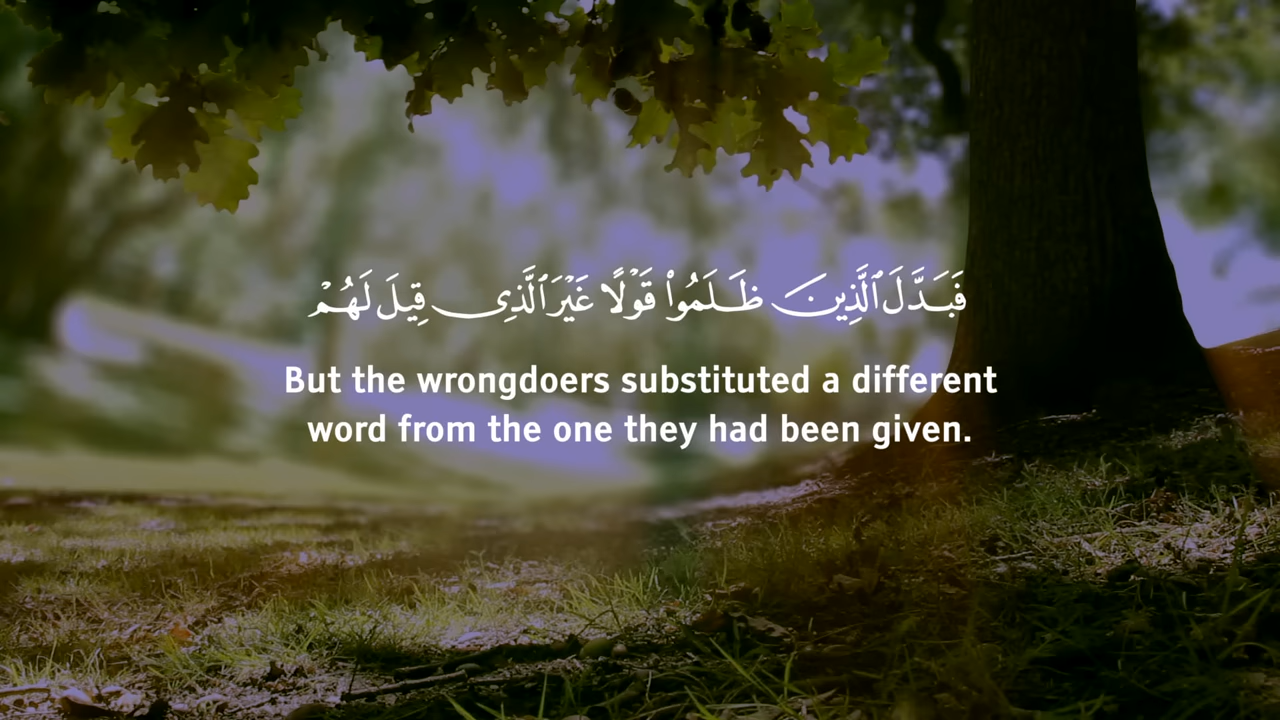 فَبَدَّلَ ٱلَّذِينَ ظَلَمُوا۟ قَوْلًا غَيْرَ ٱلَّذِى قِيلَ لَهُمْ
But the wrongdoers substituted a different
word from the one they had been given.